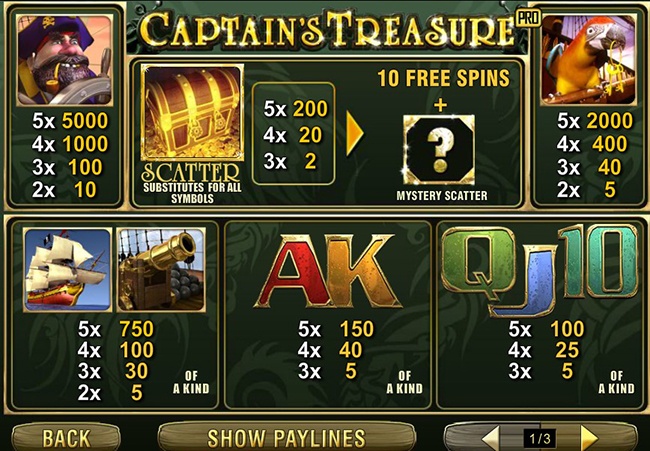 CAPTAIN'S TREASURE PRO
5x 5000
4x 1000
3x 100
2x 10
SCATTER
SUBSTITUTES FOR ALL
SYMBOLS
5x 200
4x 20
3x 2
10 FREE SPINS
+
?
MYSTERY SCATTER
5x 2000
4x 400
3x 40
2x 5
5x 750
4x 100
3x 30
2x 5
OF
A KIND
AK
5x 150
4x 40
3x 5
OF
A KIND
QJ10
5x 100
4x 25
3x 5
OF
A KIND
BACK
SHOW PAYLINES
1/3